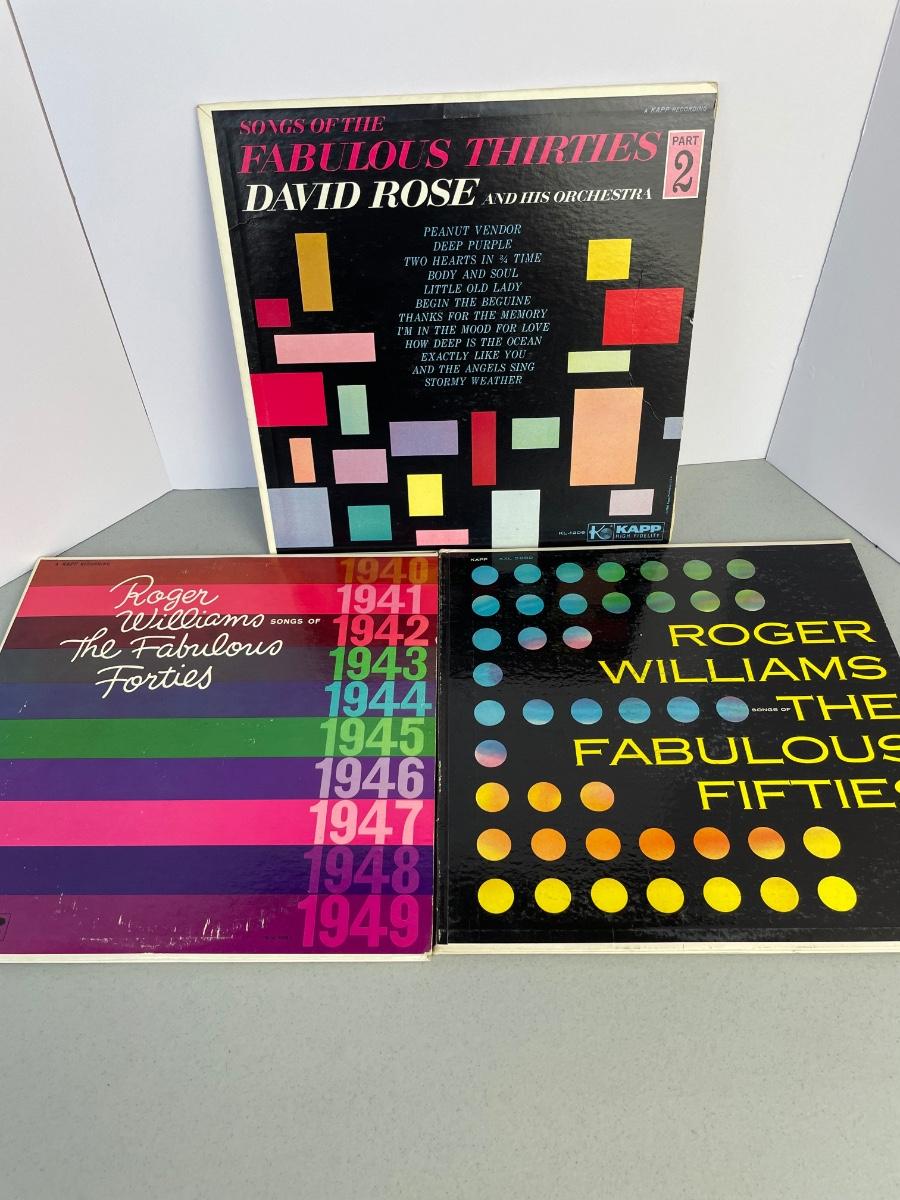 A KAPP RECORDING
SONGS OF THE
FABULOUS THIRTIES
PART
2
DAVID ROSE AND HIS ORCHESTRA
PEANUT VENDOR
DEEP PURPLE
TWO HEARTS IN ¾ TIME
BODY AND SOUL
LITTLE OLD LADY
BEGIN THE BEGUINE
THANKS FOR THE MEMORY
I'M IN THE MOOD FOR LOVE
HOW DEEP IS THE OCEAN
EXACTLY LIKE YOU
AND THE ANGELS SING
STORMY WEATHER
KAPP
HIGH FIDELITY
A KAPP RECORDING
Roger
Williams SONGS OF
The Fabulous
Forties
1940
1941
1942
1943
1944
1945
1946
1947
1948
1949
KAPP
ROGER
WILLIAMS
SONGS OF THE
FABULOUS
FIFTIES